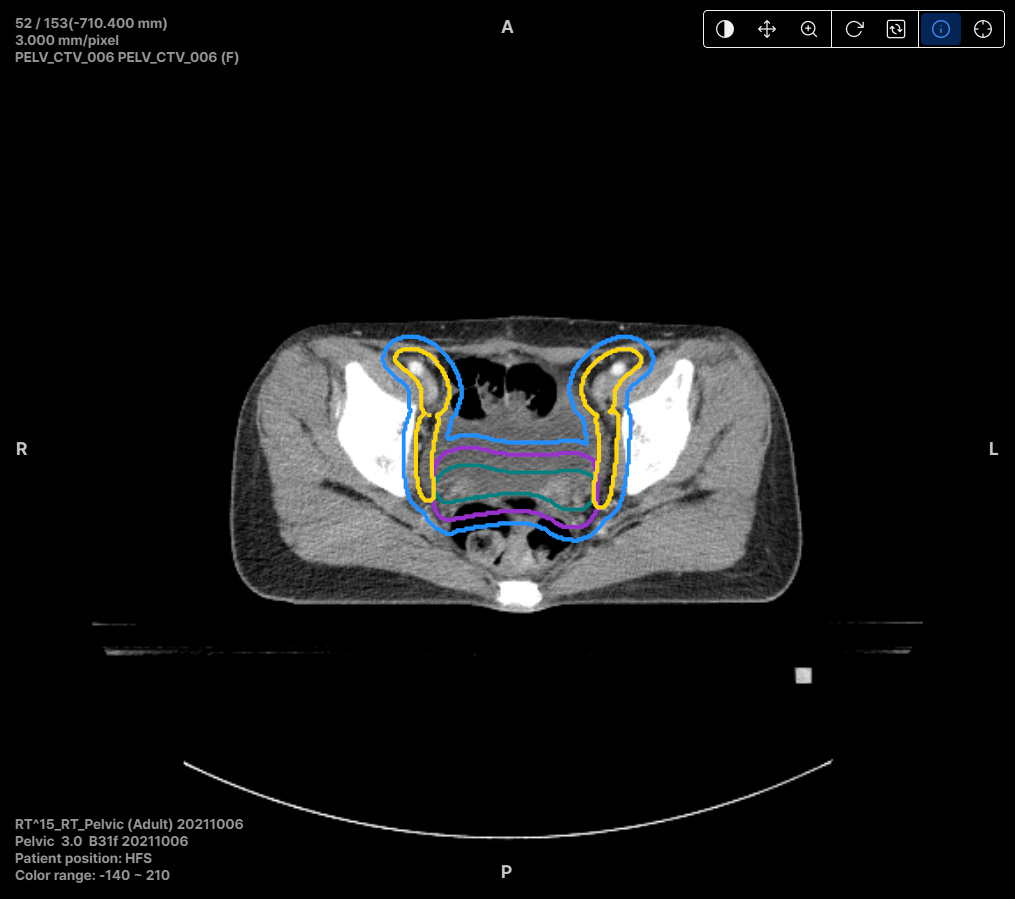 52 / 153(-710.400 mm)
3.000 mm/pixel
PELV_CTV_006 PELV_CTV_006 (F)
A
R
L
RT^15_RT_Pelvic (Adult) 20211006
Pelvic  3.0  B31f 20211006
Patient position: HFS
Color range: -140 ~ 210
P